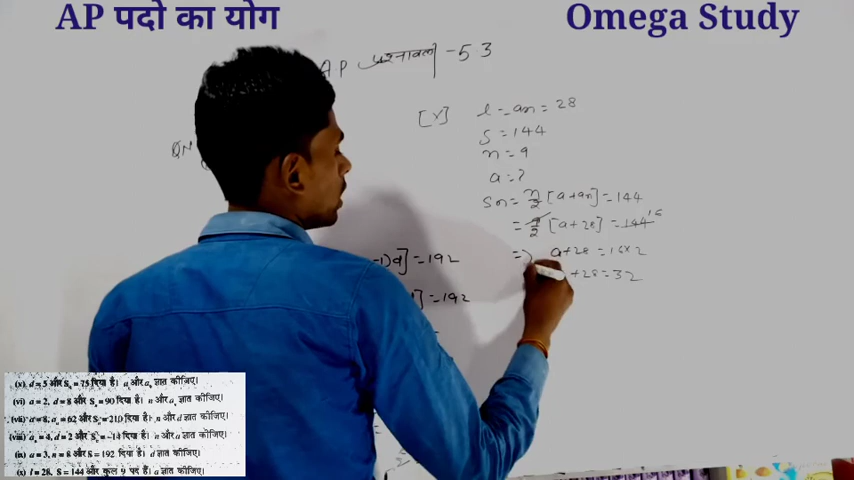 AP पदो का योग
Omega Study
AP प्रश्नावली - 5 3
[x] l = an = 28
S = 144
n = 9
a = ?
Sn = n/2 [a + an] = 144
= 9/2 [a + 28] = 144 16
=> a + 28 = 16 × 2
+ 28 = 32
-1) d] = 192
] = 192
(v) d = 5 और S₉ = 75 दिया है। a और a₉ ज्ञात कीजिए।
(vi) a = 2, d = 8 और Sₙ = 90 दिया है। n और aₙ ज्ञात कीजिए।
(vii) a = 8, aₙ = 62 और Sₙ = 210 दिया है। n और d ज्ञात कीजिए।
(viii) aₙ = 4, d = 2 और Sₙ = -14 दिया है। n और a ज्ञात कीजिए।
(ix) a = 3, n = 8 और S = 192 दिया है। d ज्ञात कीजिए।
(x) l = 28, S = 144 और कुल 9 पद हैं। a ज्ञात कीजिए।